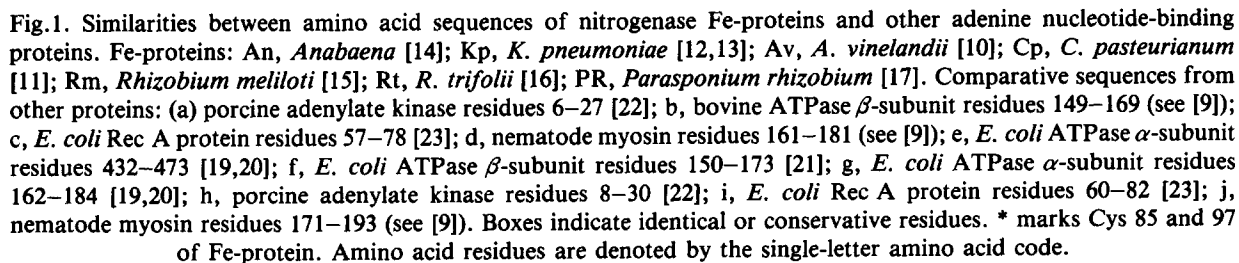 Fig.1. Similarities between amino acid sequences of nitrogenase Fe-proteins and other adenine nucleotide-binding
proteins. Fe-proteins: An, Anabaena [14]; Kp, K. pneumoniae [12,13]; Av, A. vinelandii [10]; Cp, C. pasteurianum
[11]; Rm, Rhizobium meliloti [15]; Rt, R. trifolii [16]; PR, Parasponium rhizobium [17]. Comparative sequences from
other proteins: (a) porcine adenylate kinase residues 6–27 [22]; b, bovine ATPase β-subunit residues 149–169 (see [9]);
c, E. coli Rec A protein residues 57–78 [23]; d, nematode myosin residues 161–181 (see [9]); e, E. coli ATPase α-subunit
residues 432–473 [19,20]; f, E. coli ATPase β-subunit residues 150–173 [21]; g, E. coli ATPase α-subunit residues
162–184 [19,20]; h, porcine adenylate kinase residues 8–30 [22]; i, E. coli Rec A protein residues 60–82 [23]; j,
nematode myosin residues 171–193 (see [9]). Boxes indicate identical or conservative residues. * marks Cys 85 and 97
of Fe-protein. Amino acid residues are denoted by the single-letter amino acid code.